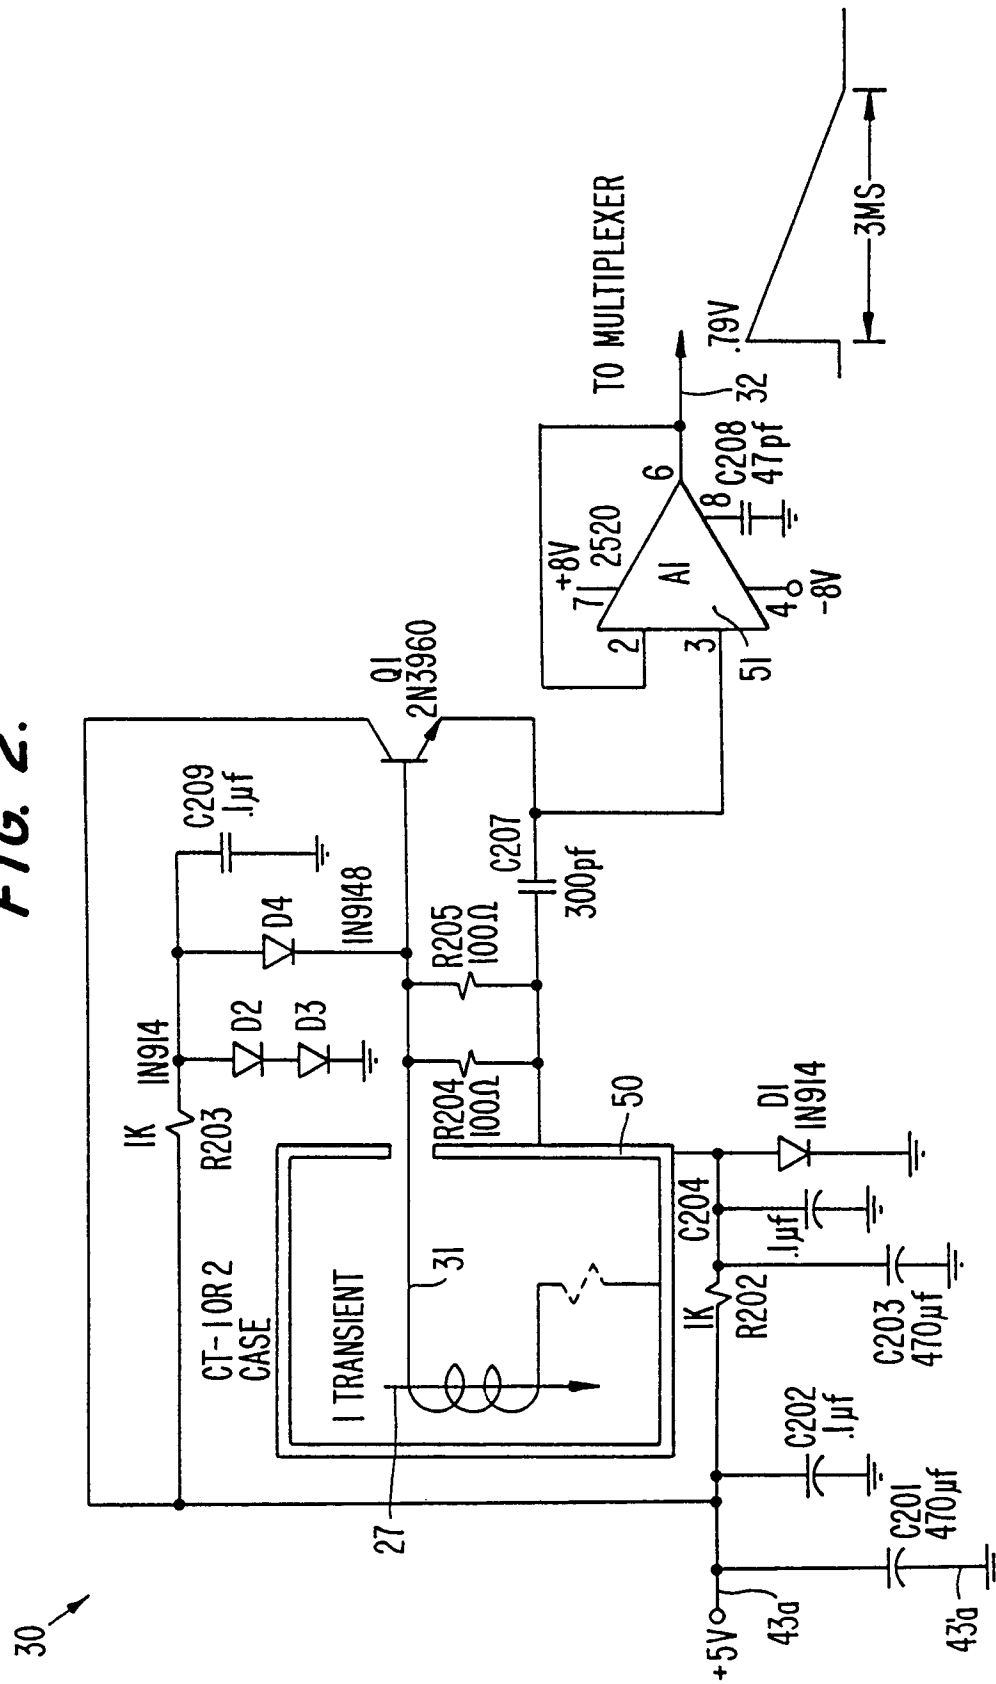 FIG. 2.
30
1K
R203
1N914
D2
D3
D4
1N9148
C209
.1µf
Q1
2N3960
CT-10R2
CASE
I TRANSIENT
27
31
R204
100Ω
R205
100Ω
C207
300pf
50
+5V
43a
43'a
C201
470µf
C202
.1µf
1K
R202
C203
470µf
C204
.1µf
D1
1N914
2
3
7
+8V
2520
A1
6
8
C208
47pf
4
-8V
51
32
TO MULTIPLEXER
.79V
3MS